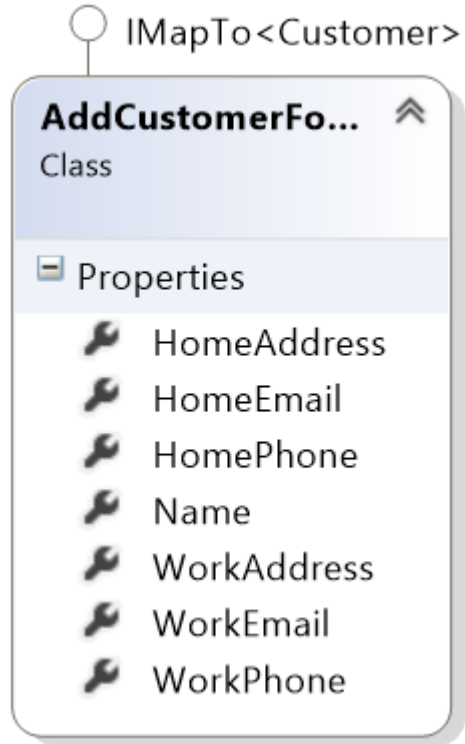 IMapTo<Customer>
AddCustomerFo...
Class
Properties
HomeAddress
HomeEmail
HomePhone
Name
WorkAddress
WorkEmail
WorkPhone